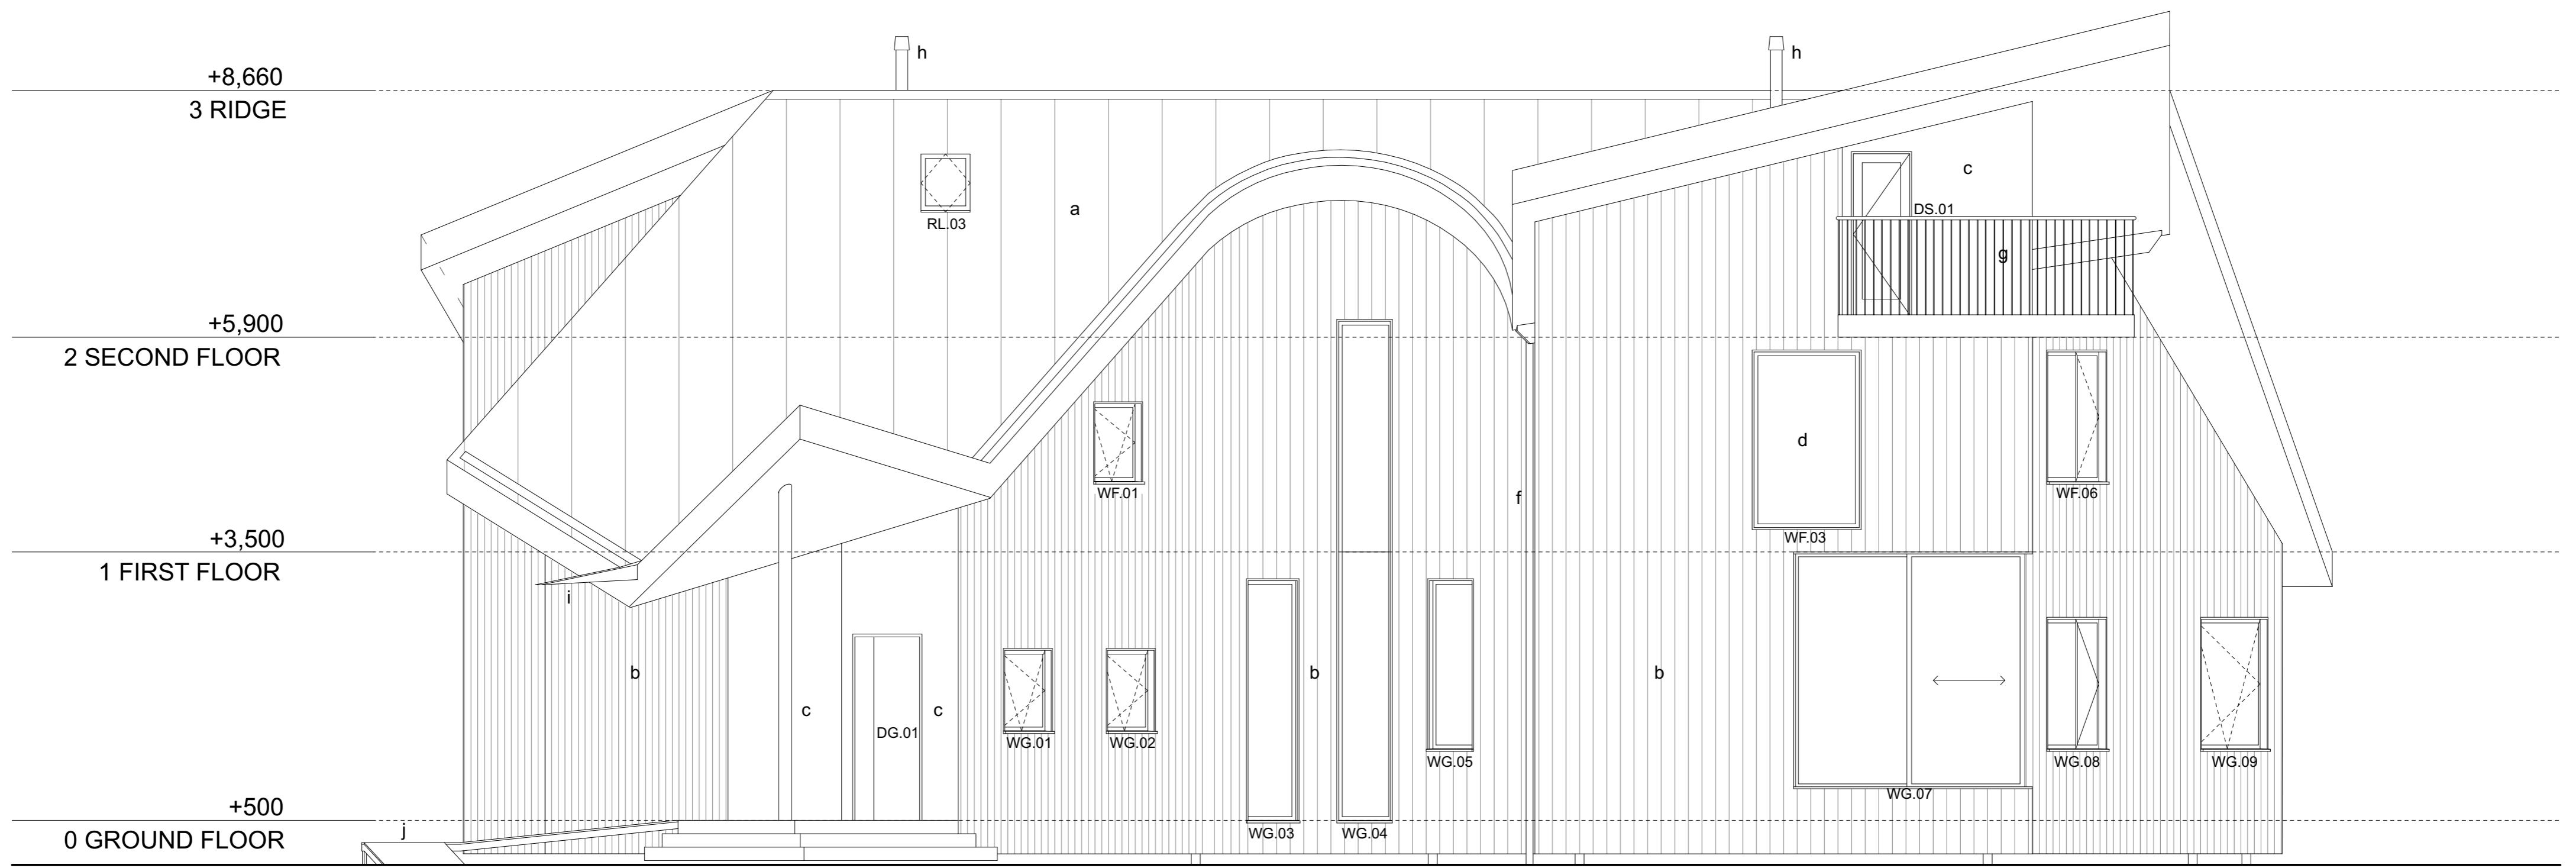 h
h
+8,660
3 RIDGE
c
a
DS.01
RL.03
g
+5,900
2 SECOND FLOOR
d
WF.01
WF.06
f
WF.03
+3,500
1 FIRST FLOOR
i
b
b
b
c
c
DG.01
WG.01
WG.02
WG.05
WG.08
WG.09
WG.07
+500
j
WG.03
WG.04
0 GROUND FLOOR